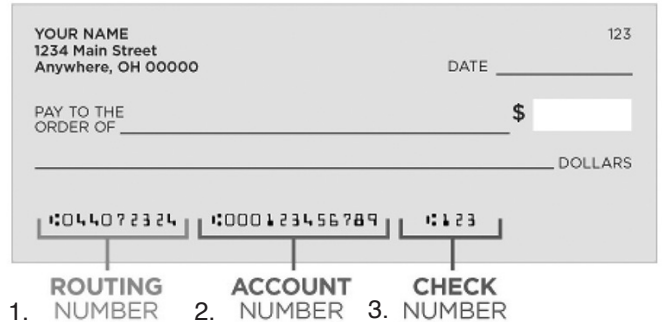 YOUR NAME 123
1234 Main Street
Anywhere, OH 00000
DATE
PAY TO THE
ORDER OF $
DOLLARS
⑆044072324 ⑆000123456789 ⑆123
ROUTING ACCOUNT CHECK
1. NUMBER 2. NUMBER 3. NUMBER